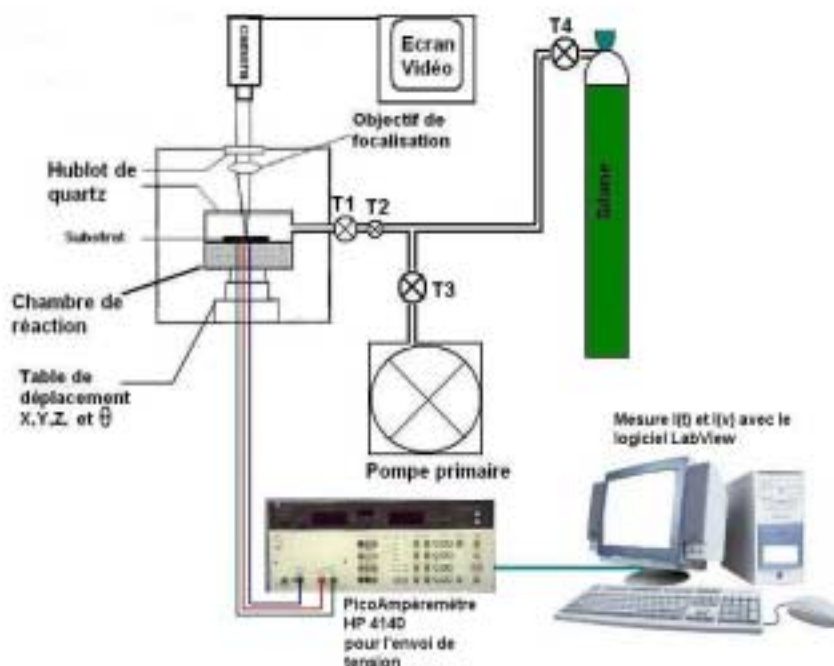 caméra
Ecran
Vidéo
T4
Objectif de
focalisation
Hublot de
quartz
T1
T2
Silane
Substrat
T3
Chambre de
réaction
Table de
déplacement
X,Y,Z, et θ
Pompe primaire
Mesure I(t) et I(v) avec le
logiciel LabView
PicoAmpèremètre
HP 4140
pour l'envoi de
tension